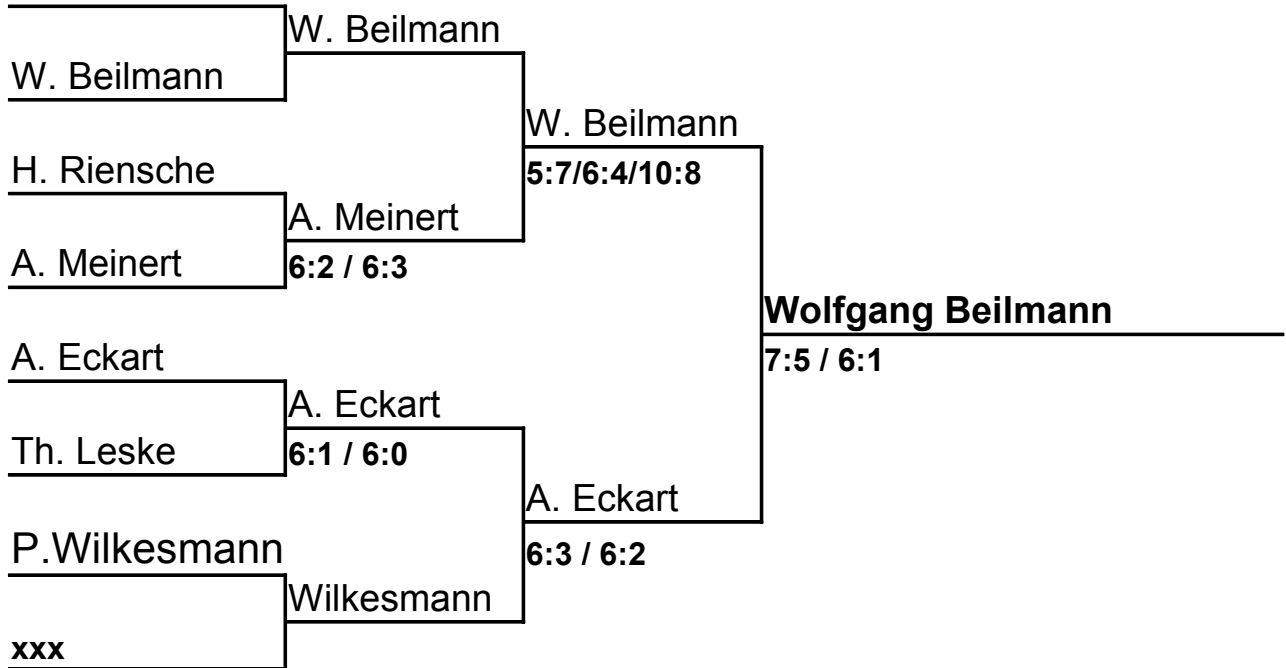 W. Beilmann
W. Beilmann
W. Beilmann
H. Riensche
5:7/6:4/10:8
A. Meinert
A. Meinert
6:2 / 6:3
Wolfgang Beilmann
A. Eckart
7:5 / 6:1
A. Eckart
Th. Leske
6:1 / 6:0
A. Eckart
P.Wilkesmann
6:3 / 6:2
Wilkesmann
xxx